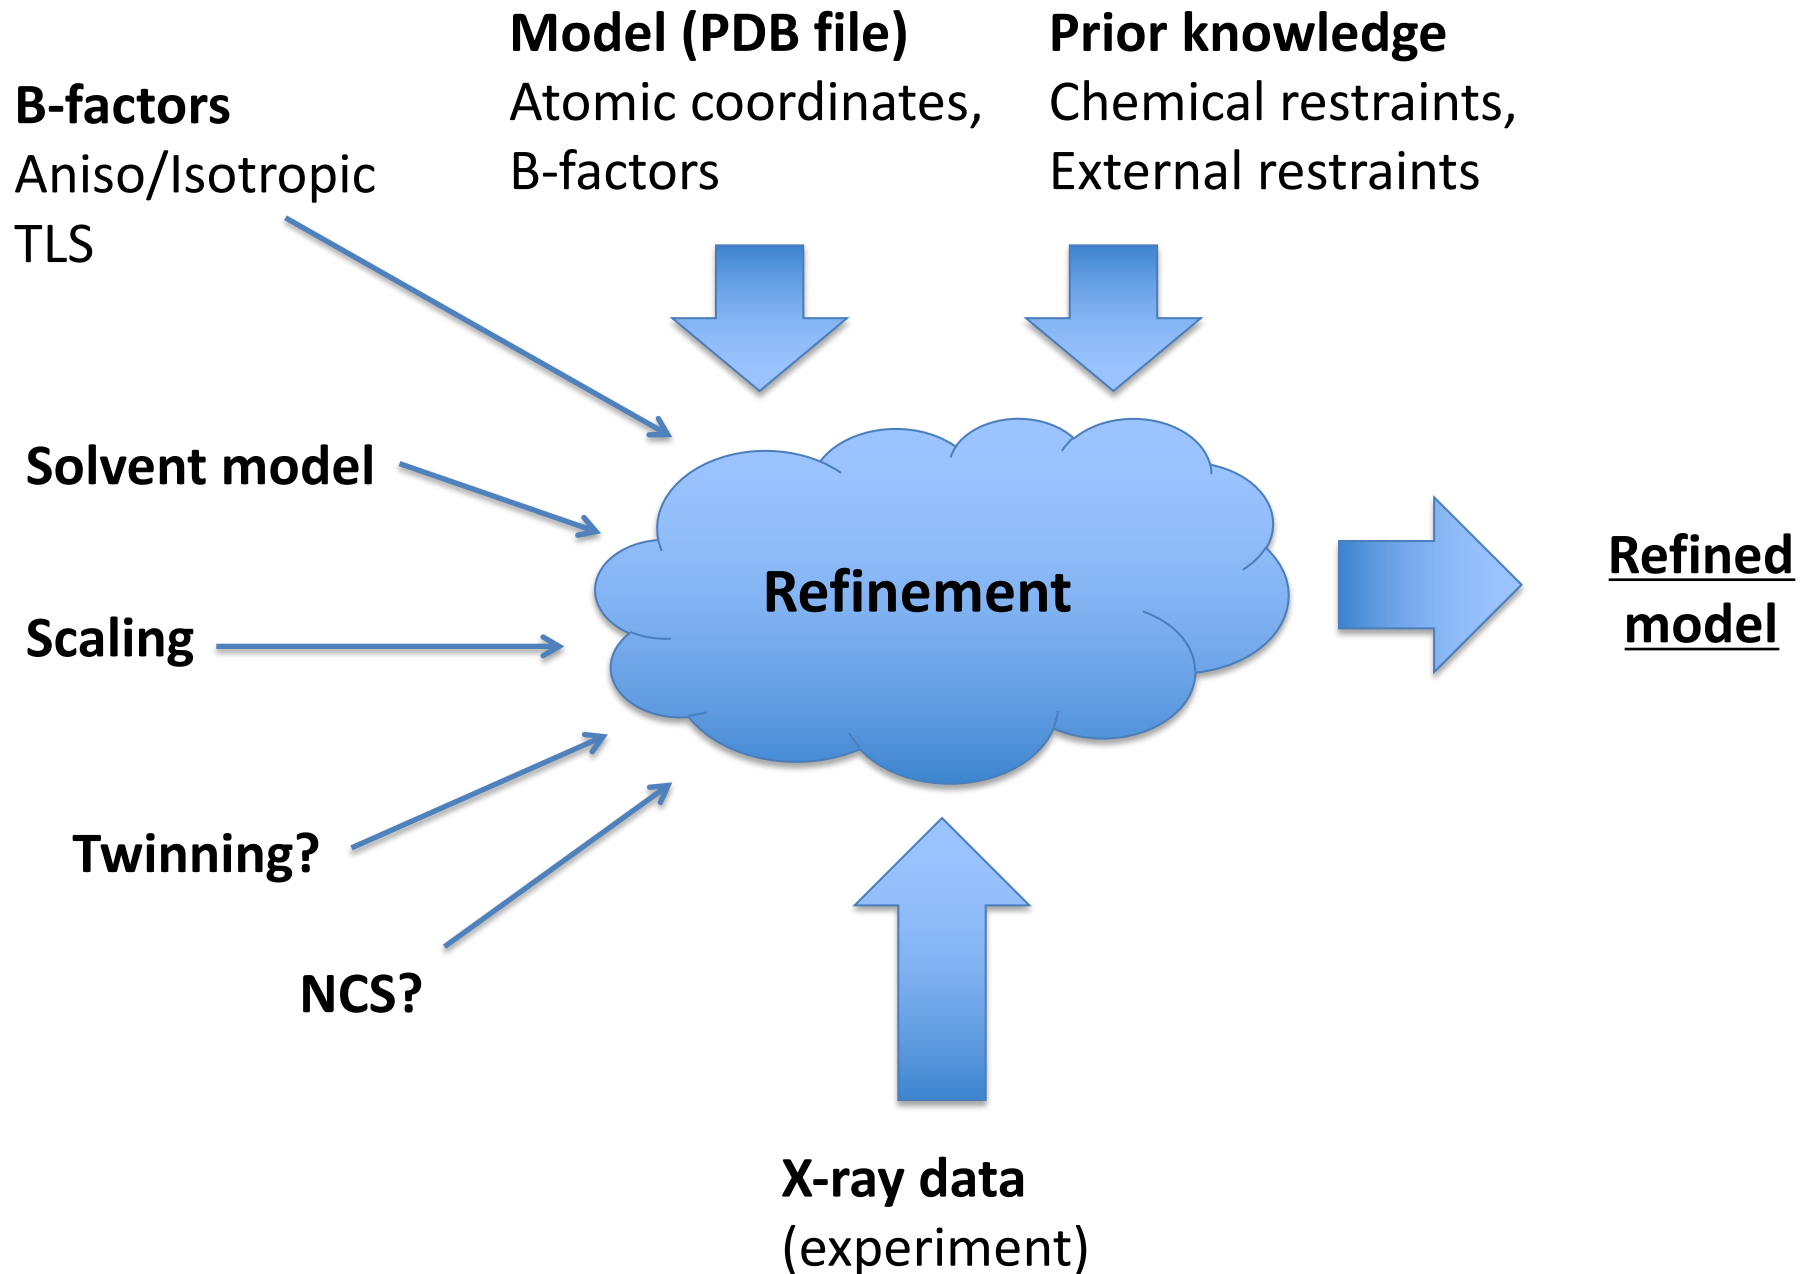 Model (PDB file)
Atomic coordinates,
B-factors
Prior knowledge
Chemical restraints,
External restraints
B-factors
Aniso/Isotropic
TLS
Solvent model
Scaling
Twinning?
NCS?
Refinement
Refined
model
X-ray data
(experiment)